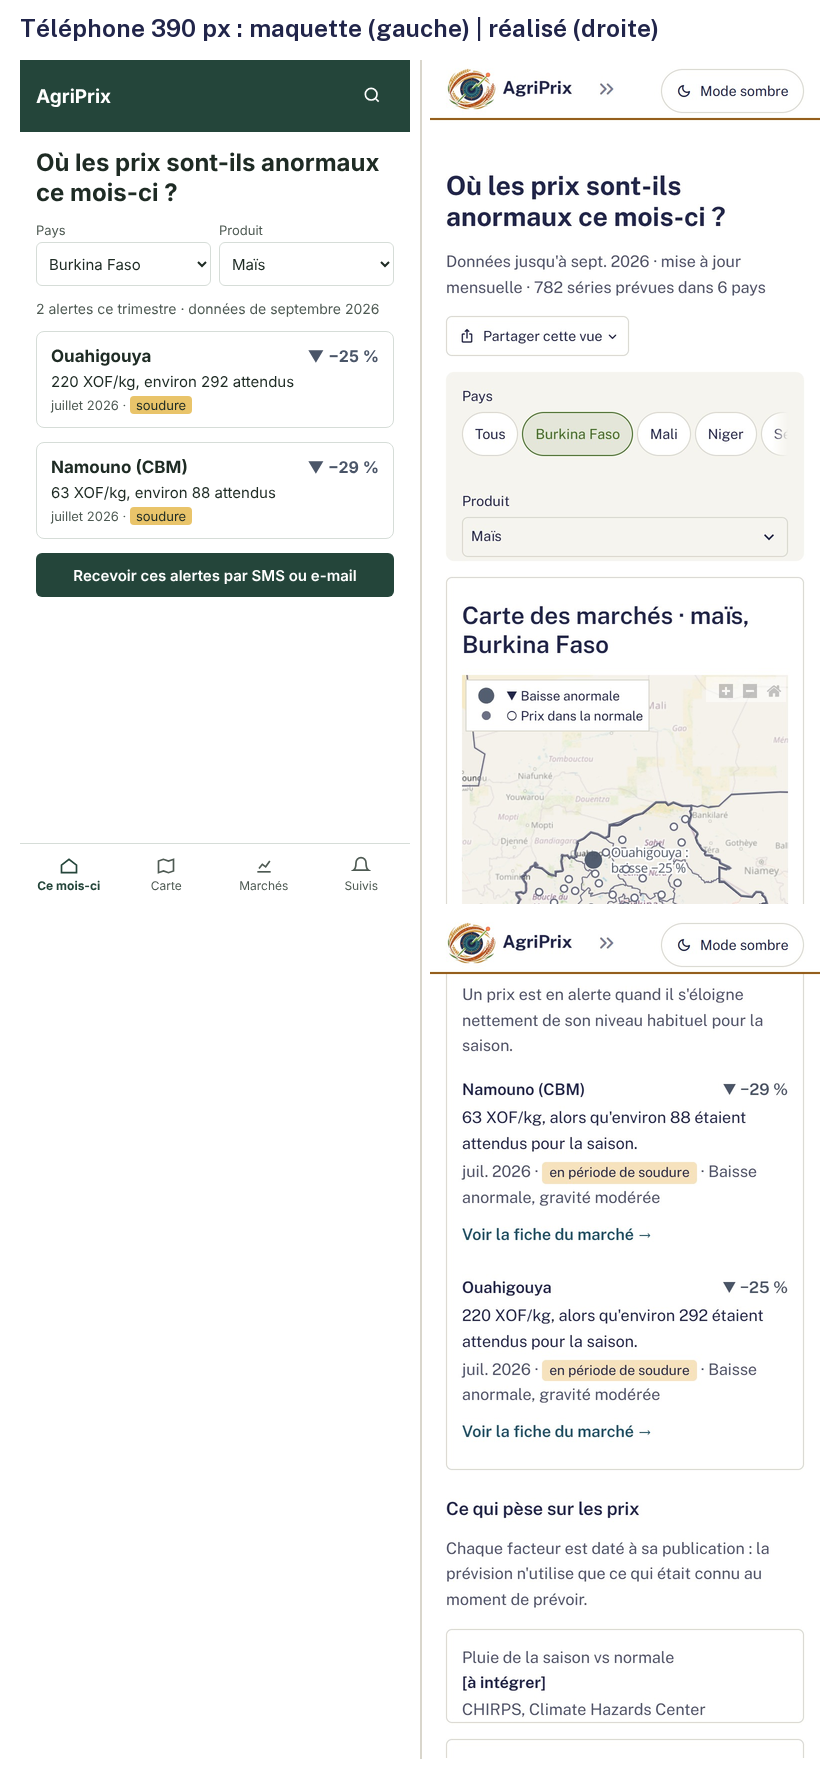 Téléphone 390 px : maquette (gauche) | réalisé (droite)
AgriPrix
Où les prix sont-ils anormaux
ce mois-ci ?
Pays Produit
Burkina Faso Maïs
2 alertes ce trimestre · données de septembre 2026
Ouahigouya ▼ −25 %
220 XOF/kg, environ 292 attendus
juillet 2026 · soudure
Namouno (CBM) ▼ −29 %
63 XOF/kg, environ 88 attendus
juillet 2026 · soudure
Recevoir ces alertes par SMS ou e-mail
Ce mois-ci Carte Marchés Suivis
AgriPrix » Mode sombre
Où les prix sont-ils
anormaux ce mois-ci ?
Données jusqu'à sept. 2026 · mise à jour
mensuelle · 782 séries prévues dans 6 pays
Partager cette vue
Pays
Tous Burkina Faso Mali Niger
Produit
Maïs
Carte des marchés · maïs,
Burkina Faso
▼ Baisse anormale
○ Prix dans la normale
Mali
Tombouctou
Niafunké
Youwarou Douentza
Mopti
Mopti
Bankilaré
Djenné Bandiagara Sahel Téra Gothèye
Ouahigouya :
baisse −25 %
Niamey
Boucle du
AgriPrix » Mode sombre
Un prix est en alerte quand il s'éloigne
nettement de son niveau habituel pour la
saison.
Namouno (CBM) ▼ −29 %
63 XOF/kg, alors qu'environ 88 étaient
attendus pour la saison.
juil. 2026 · en période de soudure · Baisse
anormale, gravité modérée
Voir la fiche du marché →
Ouahigouya ▼ −25 %
220 XOF/kg, alors qu'environ 292 étaient
attendus pour la saison.
juil. 2026 · en période de soudure · Baisse
anormale, gravité modérée
Voir la fiche du marché →
Ce qui pèse sur les prix
Chaque facteur est daté à sa publication : la
prévision n'utilise que ce qui était connu au
moment de prévoir.
Pluie de la saison vs normale
[à intégrer]
CHIRPS, Climate Hazards Center